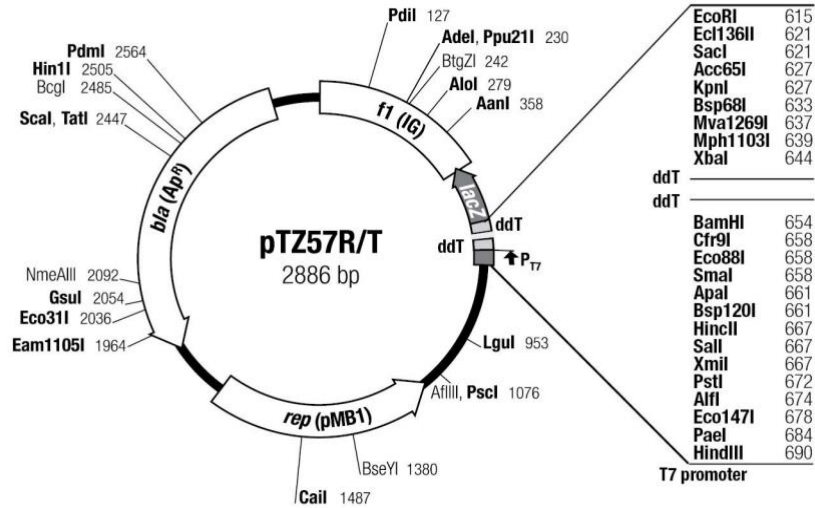 PdiI 127
AdeI, Ppu21I 230
BtgZI 242
AloI 279
AanI 358
PdmI 2564
Hin1I 2505
BcgI 2485
ScaI, TatI 2447
f1 (IG)
bla (Apᴿ)
lacZ
ddT
ddT
PT7
pTZ57R/T
2886 bp
NmeAIII 2092
GsuI 2054
Eco31I 2036
Eam1105I 1964
LguI 953
AflIII, PscI 1076
rep (pMB1)
BseYI 1380
CaiI 1487
EcoRI 615
Ecl136II 621
SacI 621
Acc65I 627
KpnI 627
Bsp68I 633
Mva1269I 637
Mph1103I 639
XbaI 644
ddT
ddT
BamHI 654
Cfr9I 658
Eco88I 658
SmaI 658
ApaI 661
Bsp120I 661
HincII 667
SalI 667
XmiI 667
PstI 672
AlfI 674
Eco147I 678
PaeI 684
HindIII 690
T7 promoter